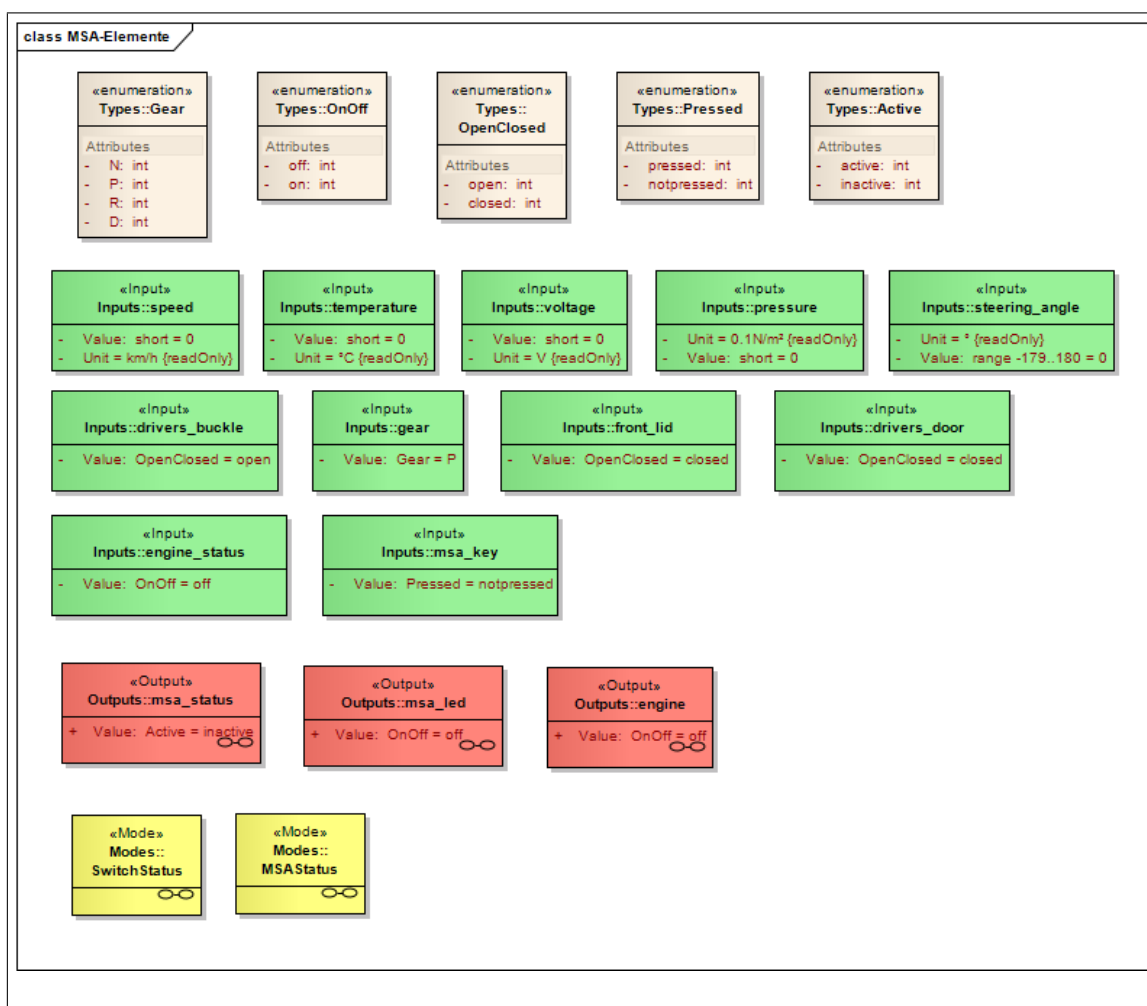 class MSA-Elemente
«enumeration»
Types::Gear
Attributes
- N: int
- P: int
- R: int
- D: int
«enumeration»
Types::OnOff
Attributes
- off: int
- on: int
«enumeration»
Types::
OpenClosed
Attributes
- open: int
- closed: int
«enumeration»
Types::Pressed
Attributes
- pressed: int
- notpressed: int
«enumeration»
Types::Active
Attributes
- active: int
- inactive: int
«Input»
Inputs::speed
- Value: short = 0
- Unit = km/h {readOnly}
«Input»
Inputs::temperature
- Value: short = 0
- Unit = °C {readOnly}
«Input»
Inputs::voltage
- Value: short = 0
- Unit = V {readOnly}
«Input»
Inputs::pressure
- Unit = 0.1N/m² {readOnly}
- Value: short = 0
«Input»
Inputs::steering_angle
- Unit = ° {readOnly}
- Value: range -179..180 = 0
«Input»
Inputs::drivers_buckle
- Value: OpenClosed = open
«Input»
Inputs::gear
- Value: Gear = P
«Input»
Inputs::front_lid
- Value: OpenClosed = closed
«Input»
Inputs::drivers_door
- Value: OpenClosed = closed
«Input»
Inputs::engine_status
- Value: OnOff = off
«Input»
Inputs::msa_key
- Value: Pressed = notpressed
«Output»
Outputs::msa_status
+ Value: Active = inactive
«Output»
Outputs::msa_led
+ Value: OnOff = off
«Output»
Outputs::engine
+ Value: OnOff = off
«Mode»
Modes::
SwitchStatus
«Mode»
Modes::
MSAStatus